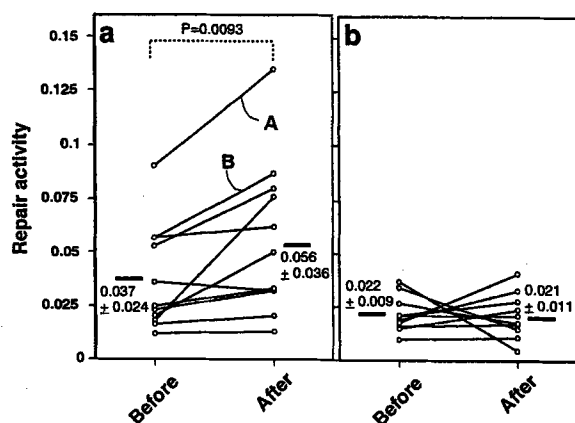 a
P=0.0093
b
0.15
0.125
0.1
0.075
0.05
0.025
0
Repair activity
A
B
0.037
± 0.024
0.056
± 0.036
0.022
± 0.009
0.021
± 0.011
Before
After
Before
After